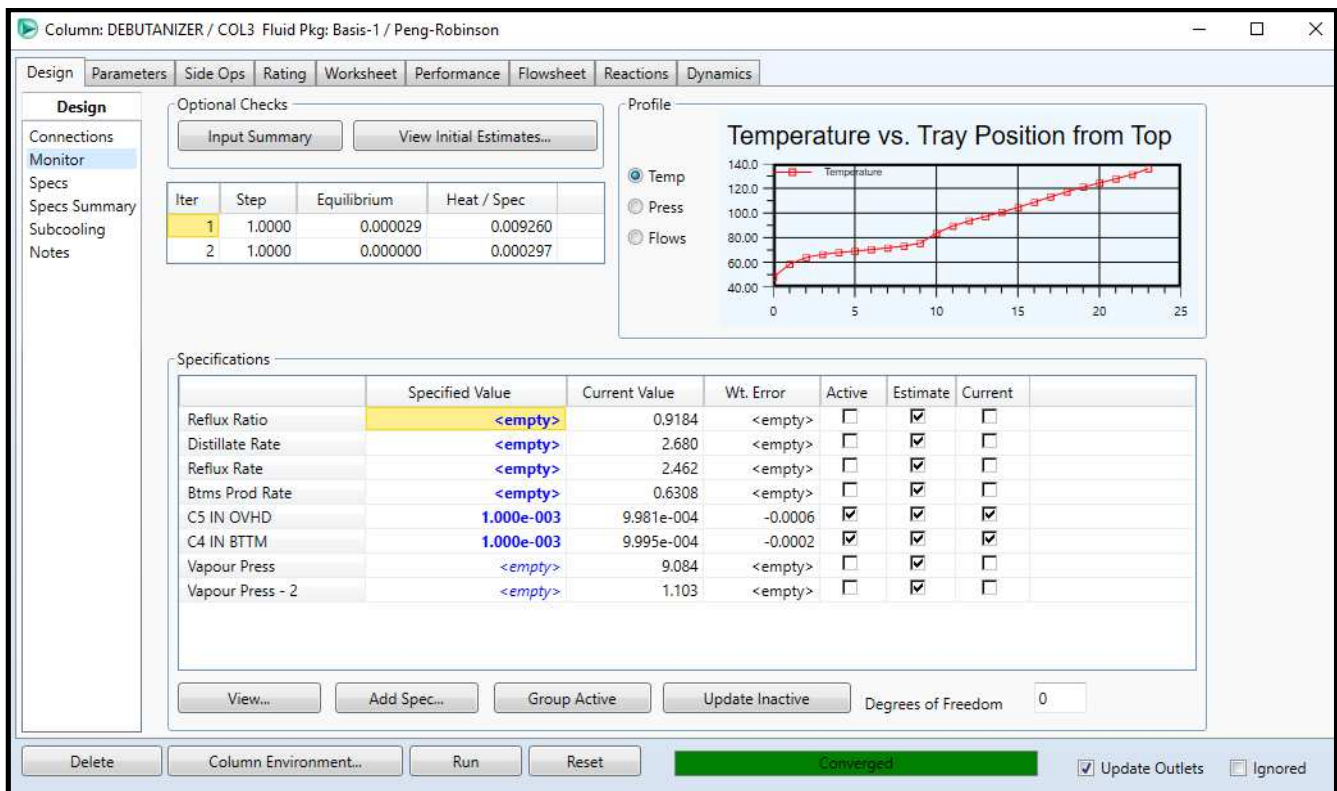 Column: DEBUTANIZER / COL3 Fluid Pkg: Basis-1 / Peng-Robinson
Design Parameters Side Ops Rating Worksheet Performance Flowsheet Reactions Dynamics
Design
Connections
Monitor
Specs
Specs Summary
Subcooling
Notes
Optional Checks
Input Summary View Initial Estimates...
Iter Step Equilibrium Heat / Spec
1 1.0000 0.000029 0.009260
2 1.0000 0.000000 0.000297
Profile
Temp
Press
Flows
Temperature vs. Tray Position from Top
Temperature
140.0
120.0
100.0
80.00
60.00
40.00
0 5 10 15 20 25
Specifications
Specified Value Current Value Wt. Error Active Estimate Current
Reflux Ratio <empty> 0.9184 <empty>
Distillate Rate <empty> 2.680 <empty>
Reflux Rate <empty> 2.462 <empty>
Btms Prod Rate <empty> 0.6308 <empty>
C5 IN OVHD 1.000e-003 9.981e-004 -0.0006
C4 IN BTTM 1.000e-003 9.995e-004 -0.0002
Vapour Press <empty> 9.084 <empty>
Vapour Press - 2 <empty> 1.103 <empty>
View... Add Spec... Group Active Update Inactive Degrees of Freedom 0
Delete Column Environment... Run Reset Converged Update Outlets Ignored